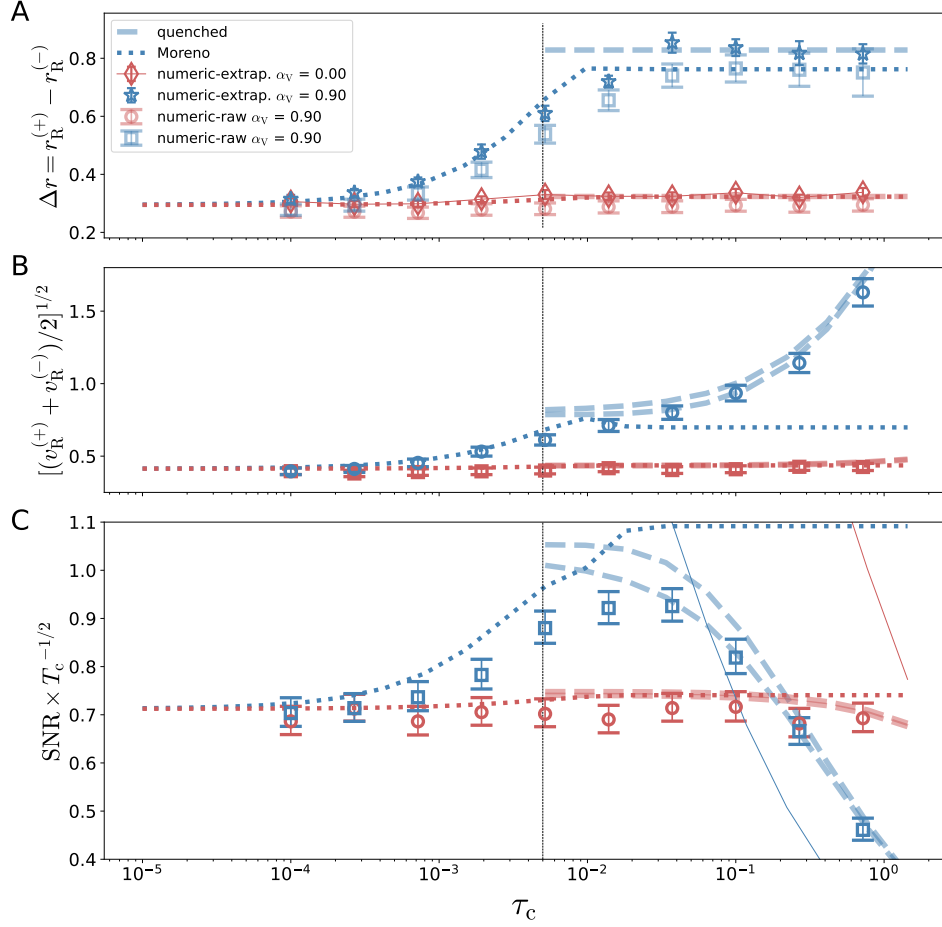 A
0.8
0.6
0.4
0.2
Δr = r_R^(+) − r_R^(−)
quenched
Moreno
numeric-extrap. α_V = 0.00
numeric-extrap. α_V = 0.90
numeric-raw α_V = 0.90
numeric-raw α_V = 0.90
B
1.5
1.0
0.5
[(v_R^(+) + v_R^(−))/2]^1/2
C
1.1
1.0
0.9
0.8
0.7
0.6
0.5
0.4
SNR × T_c^−1/2
10^−5
10^−4
10^−3
10^−2
10^−1
10^0
τ_c